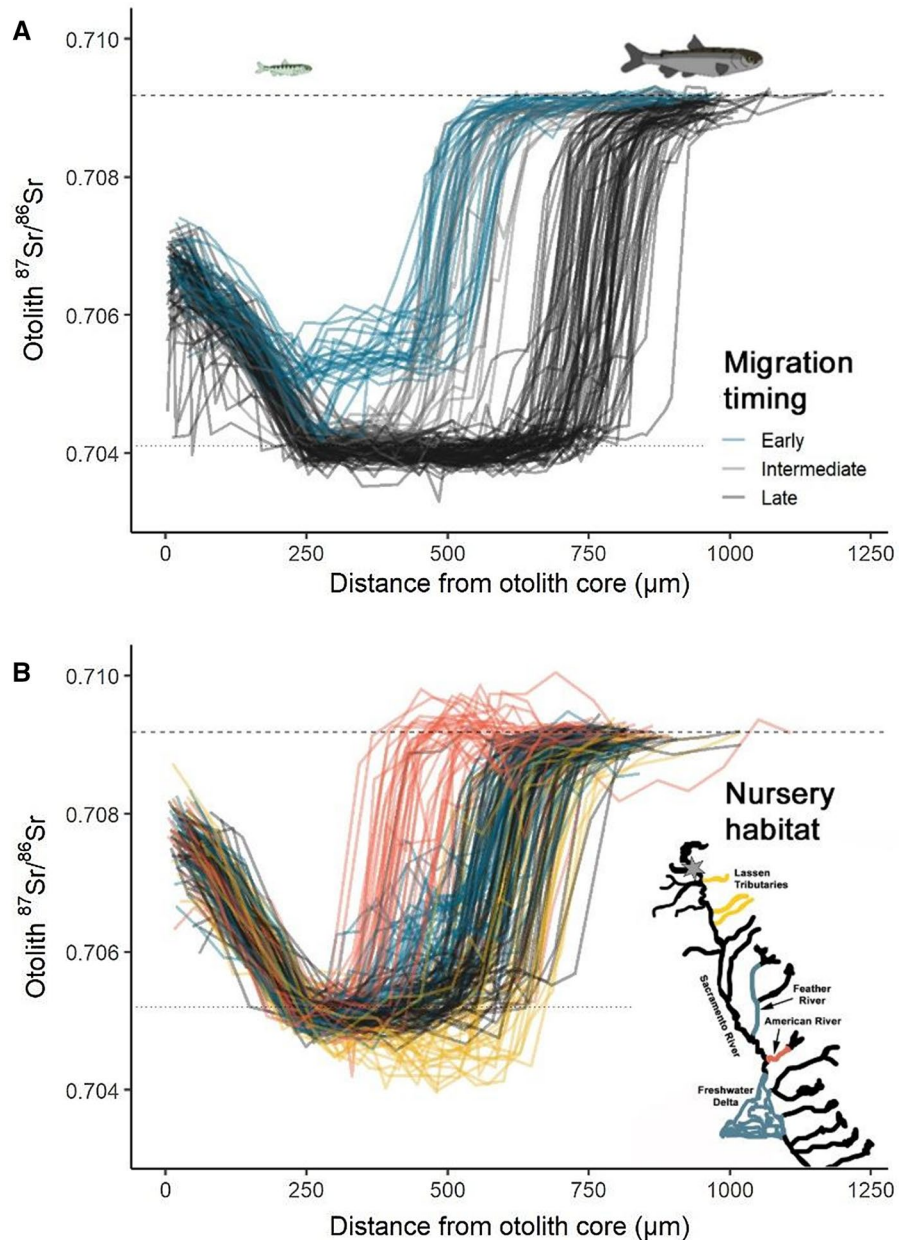 A
0.710
0.708
0.706
0.704
Otolith ⁸⁷Sr/⁸⁶Sr
Migration
timing
Early
Intermediate
Late
0 250 500 750 1000 1250
Distance from otolith core (µm)
B
0.710
0.708
0.706
0.704
Otolith ⁸⁷Sr/⁸⁶Sr
Nursery
habitat
Lassen
Tributaries
Sacramento River
Feather
River
American River
Freshwater
Delta
0 250 500 750 1000 1250
Distance from otolith core (µm)